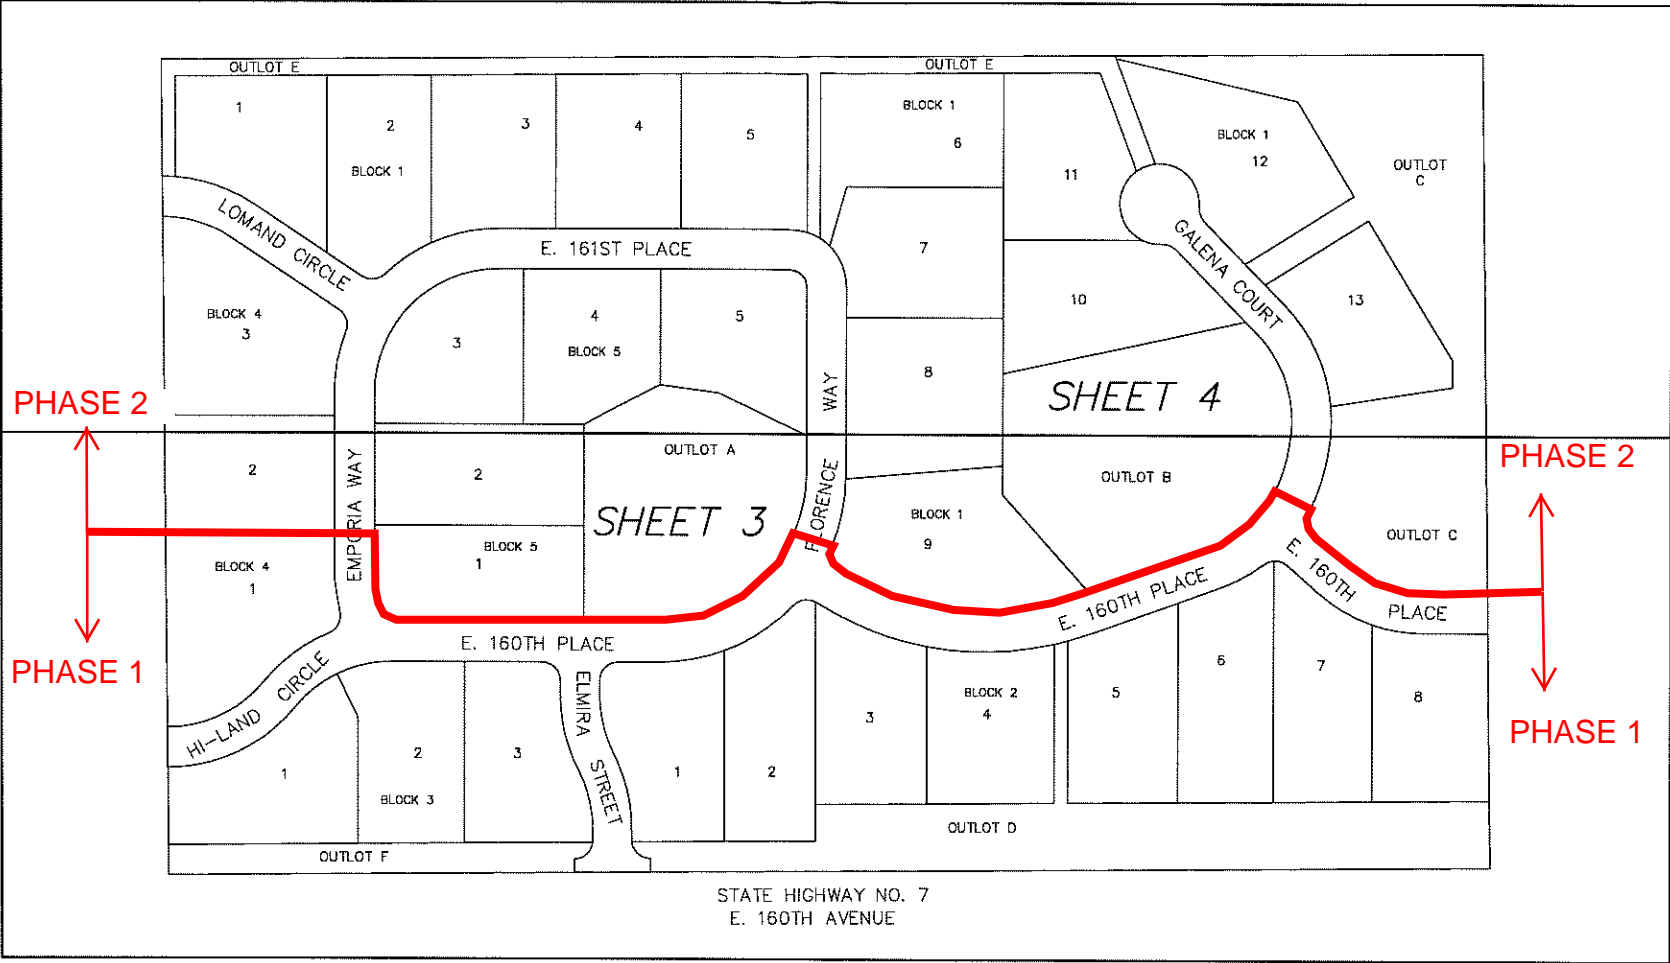 OUTLOT E
OUTLOT E
1
2
BLOCK 1
3
4
5
BLOCK 1
6
11
BLOCK 1
12
OUTLOT
C
LOMAND CIRCLE
E. 161ST PLACE
7
GALENA COURT
10
13
BLOCK 4
3
3
4
BLOCK 5
5
8
SHEET 4
PHASE 2
FLORENCE WAY
OUTLOT A
2
EMPORIA WAY
2
SHEET 3
OUTLOT B
PHASE 2
BLOCK 1
9
OUTLOT C
BLOCK 5
1
BLOCK 4
1
E. 160TH PLACE
E. 160TH PLACE
PHASE 1
E. 160TH PLACE
HI-LAND CIRCLE
ELMIRA STREET
1
2
BLOCK 3
3
1
2
3
BLOCK 2
4
5
6
7
8
PHASE 1
OUTLOT F
OUTLOT D
STATE HIGHWAY NO. 7
E. 160TH AVENUE